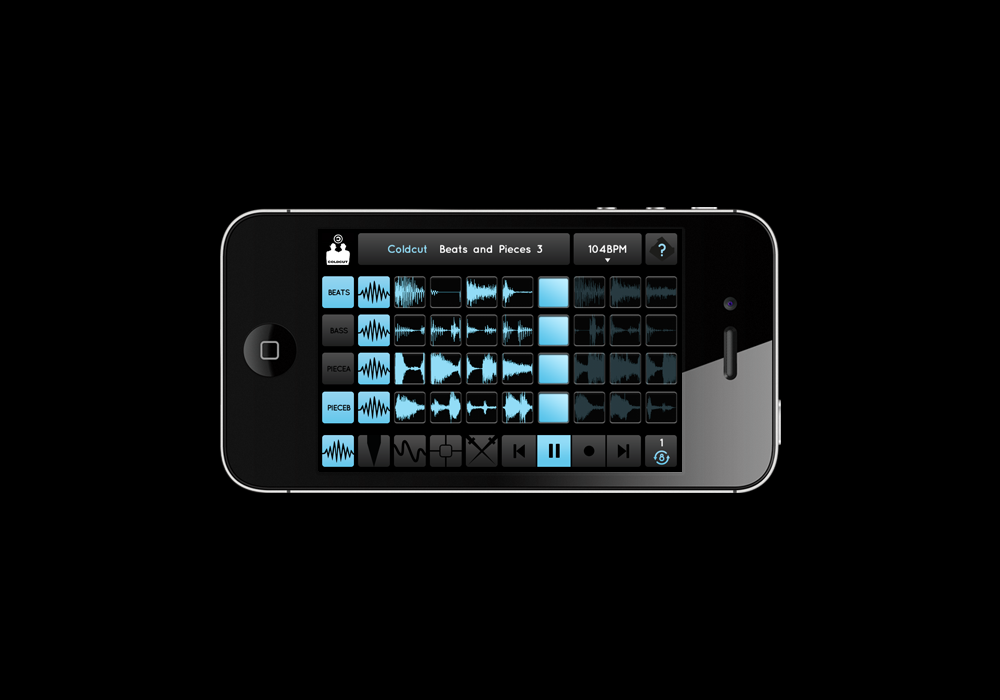 Coldcut Beats and Pieces 3
104BPM
?
COLDCUT
BEATS
BASS
PIECEA
PIECEB
1
8